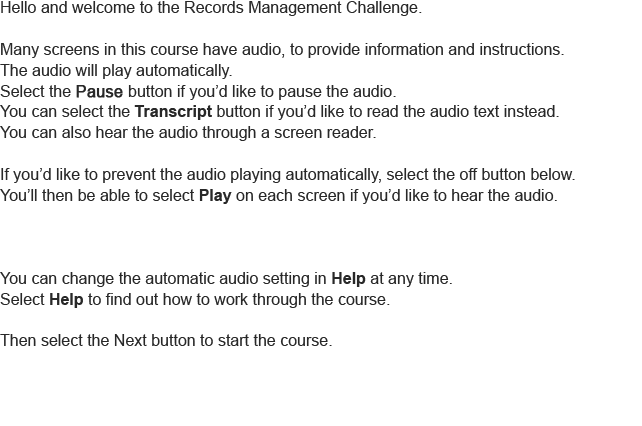 Hello and welcome to the Records Management Challenge.
Many screens in this course have audio, to provide information and instructions.
The audio will play automatically.
Select the Pause button if you’d like to pause the audio.
You can select the Transcript button if you’d like to read the audio text instead.
You can also hear the audio through a screen reader.
If you’d like to prevent the audio playing automatically, select the off button below.
You’ll then be able to select Play on each screen if you’d like to hear the audio.
You can change the automatic audio setting in Help at any time.
Select Help to find out how to work through the course.
Then select the Next button to start the course.